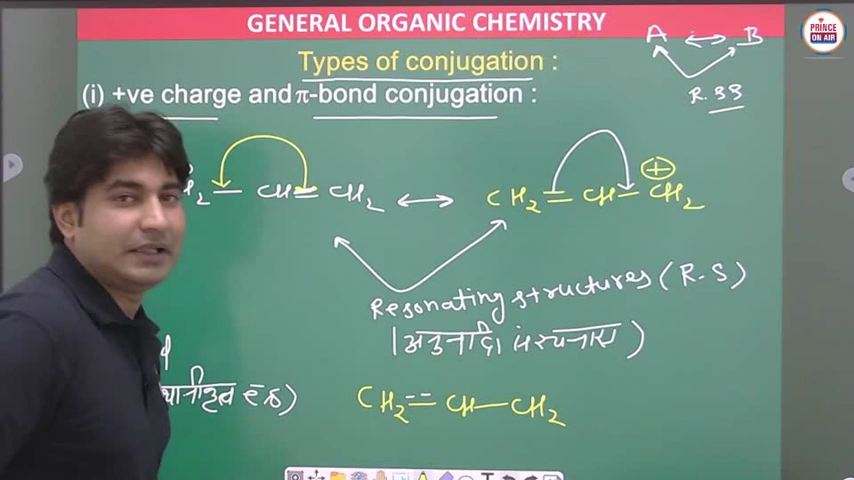 GENERAL ORGANIC CHEMISTRY
PRINCE
ON AIR
A ↔ B
R.SS
Types of conjugation :
(i) +ve charge and π-bond conjugation :
CH=CH₂ ↔ CH₂=CH–CH₂ ⊕
Resonating structures (R.S)
CH₂=CH–CH₂